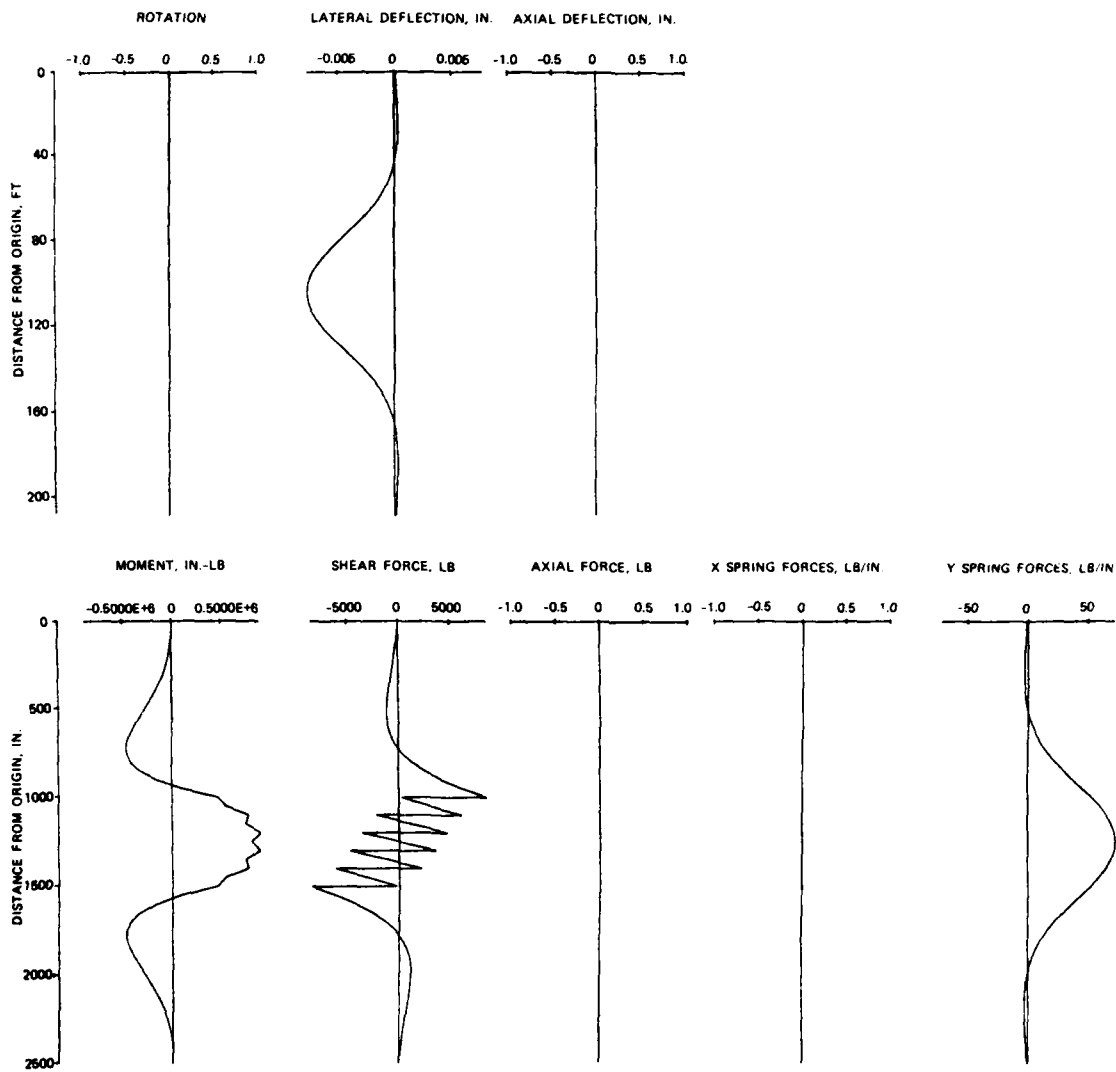 ROTATION LATERAL DEFLECTION, IN. AXIAL DEFLECTION, IN.
-1.0 -0.5 0 0.5 1.0 -0.005 0 0.005 -1.0 -0.5 0 0.5 1.0
0
40
80
120
160
200
DISTANCE FROM ORIGIN, FT
MOMENT, IN.-LB SHEAR FORCE, LB AXIAL FORCE, LB X SPRING FORCES, LB/IN. Y SPRING FORCES, LB/IN
-0.5000E+6 0 0.5000E+6 -5000 0 5000 -1.0 -0.5 0 0.5 1.0 -1.0 -0.5 0 0.5 1.0 -50 0 50
0
500
1000
1500
2000
2500
DISTANCE FROM ORIGIN, IN.